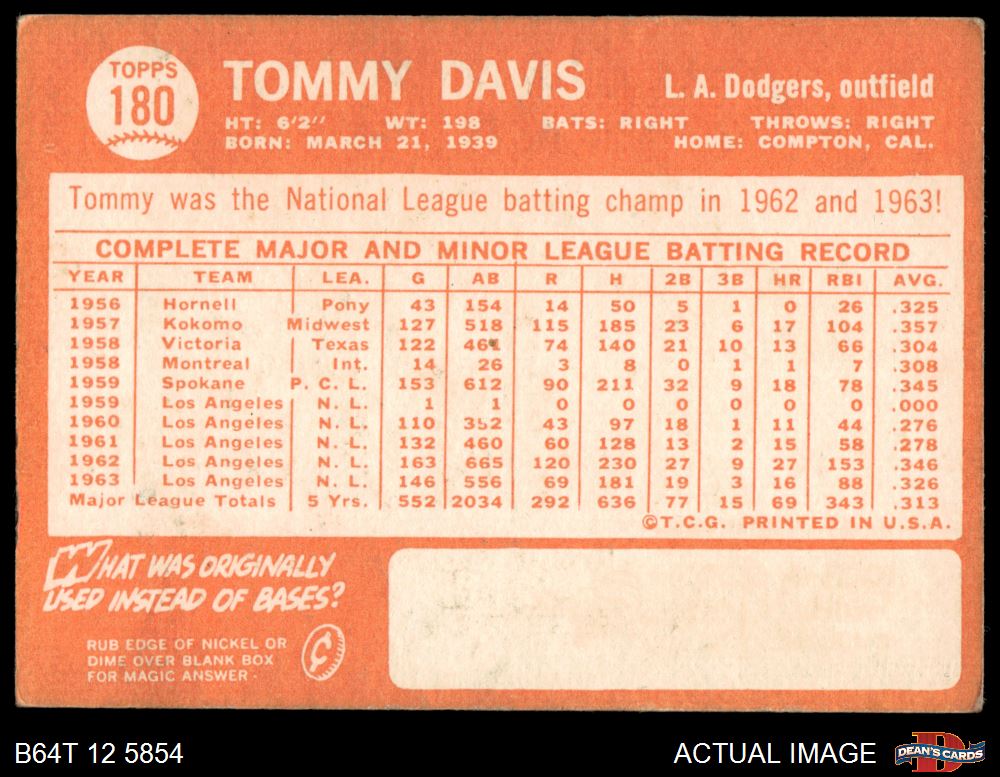 TOPPS
180
TOMMY DAVIS
L. A. Dodgers, outfield
HT: 6'2" WT: 198 BATS: RIGHT THROWS: RIGHT
BORN: MARCH 21, 1939 HOME: COMPTON, CAL.
Tommy was the National League batting champ in 1962 and 1963!
COMPLETE MAJOR AND MINOR LEAGUE BATTING RECORD
YEAR TEAM LEA. G AB R H 2B 3B HR RBI AVG.
1956 Hornell Pony 43 154 14 50 5 1 0 26 .325
1957 Kokomo Midwest 127 518 115 185 23 6 17 104 .357
1958 Victoria Texas 122 74 140 21 10 13 66 .304
1958 Montreal Int. 14 26 3 8 0 1 1 7 .308
1959 Spokane P. C. L. 153 612 90 211 32 9 18 78 .345
1959 Los Angeles N. L. 1 1 0 0 0 0 0 0 .000
1960 Los Angeles N. L. 110 352 43 97 18 1 11 44 .276
1961 Los Angeles N. L. 132 460 60 128 13 2 15 58 .278
1962 Los Angeles N. L. 163 665 120 230 27 9 27 153 .346
1963 Los Angeles N. L. 146 556 69 181 19 3 16 88 .326
Major League Totals 5 Yrs. 552 2034 292 636 77 15 69 343 .313
©T.C.G. PRINTED IN U.S.A.
WHAT WAS ORIGINALLY
USED INSTEAD OF BASES?
RUB EDGE OF NICKEL OR
DIME OVER BLANK BOX
FOR MAGIC ANSWER.
¢
B64T 12 5854
ACTUAL IMAGE
DEAN'S CARDS